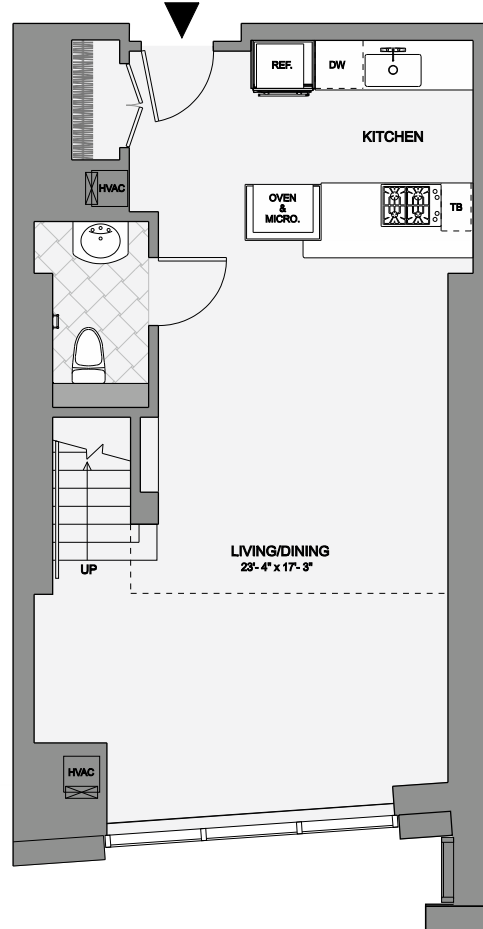 REF.
DW
KITCHEN
HVAC
OVEN
&
MICRO.
TB
LIVING/DINING
23'- 4" x 17'- 3"
UP
HVAC